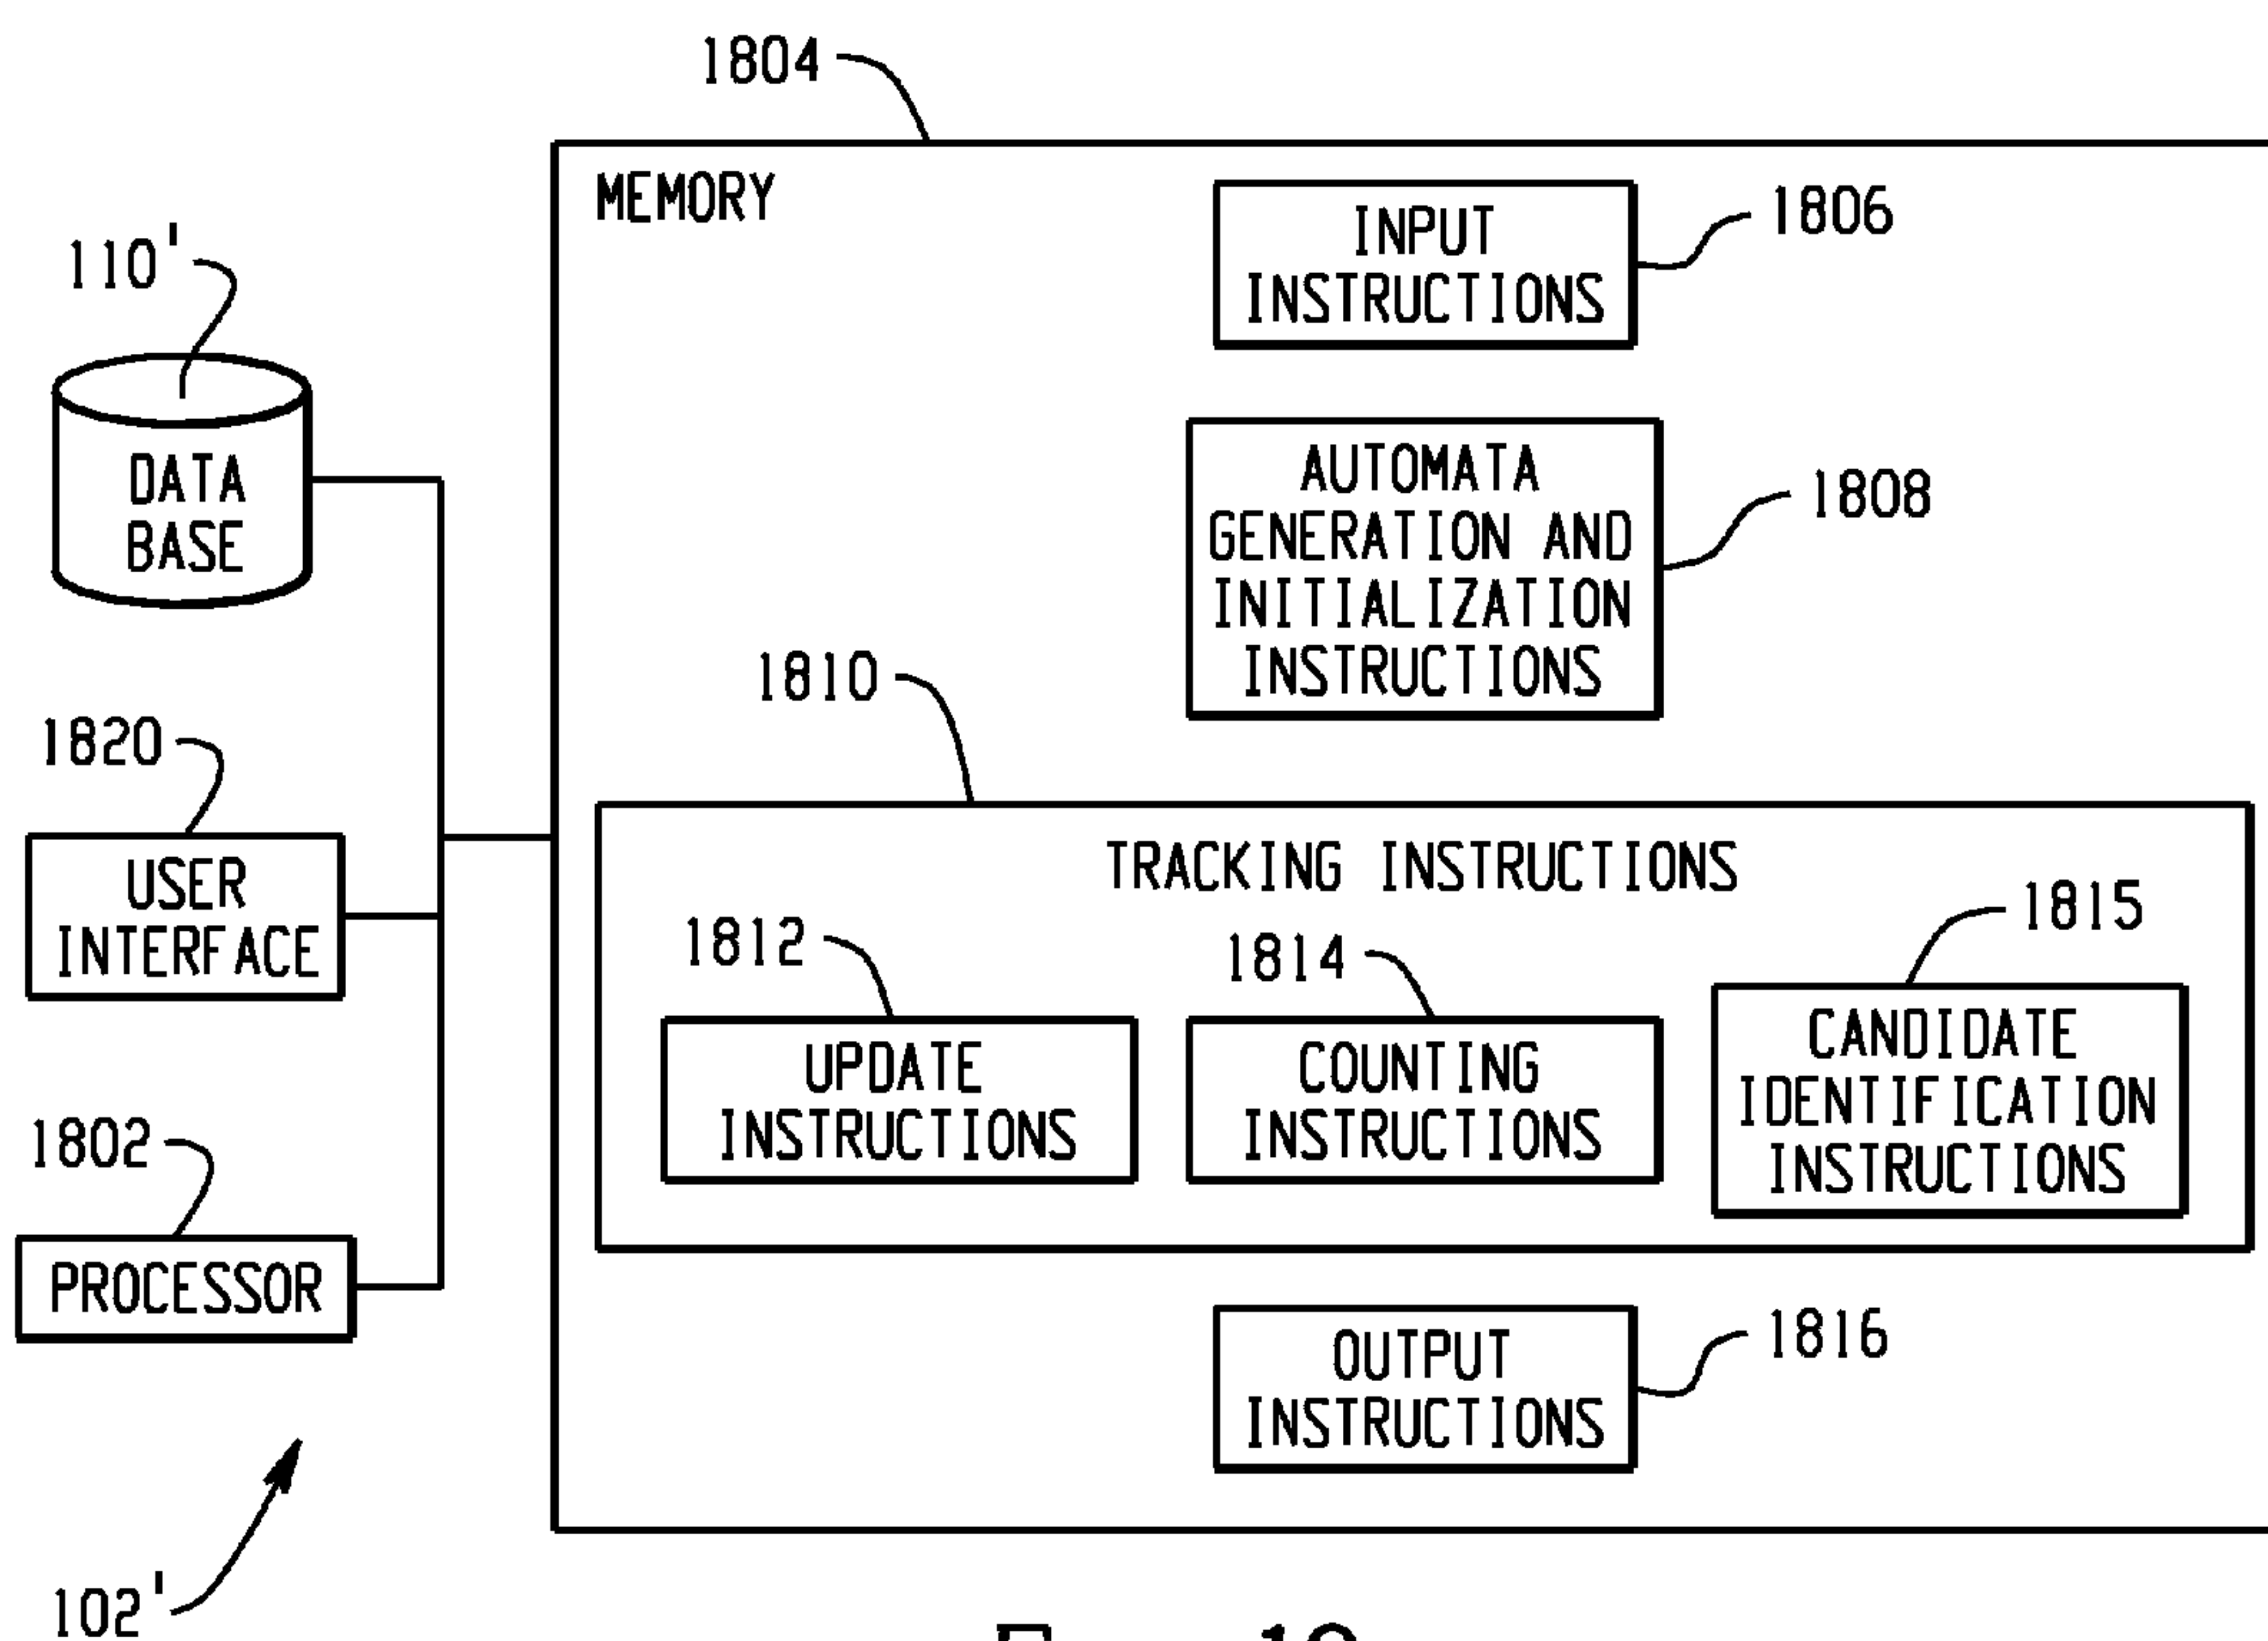 1804
MEMORY
INPUT
INSTRUCTIONS
1806
110'
DATA
BASE
AUTOMATA
GENERATION AND
INITIALIZATION
INSTRUCTIONS
1808
1810
1820
USER
INTERFACE
TRACKING INSTRUCTIONS
1812
1814
1815
UPDATE
INSTRUCTIONS
COUNTING
INSTRUCTIONS
CANDIDATE
IDENTIFICATION
INSTRUCTIONS
1802
PROCESSOR
OUTPUT
INSTRUCTIONS
1816
102'